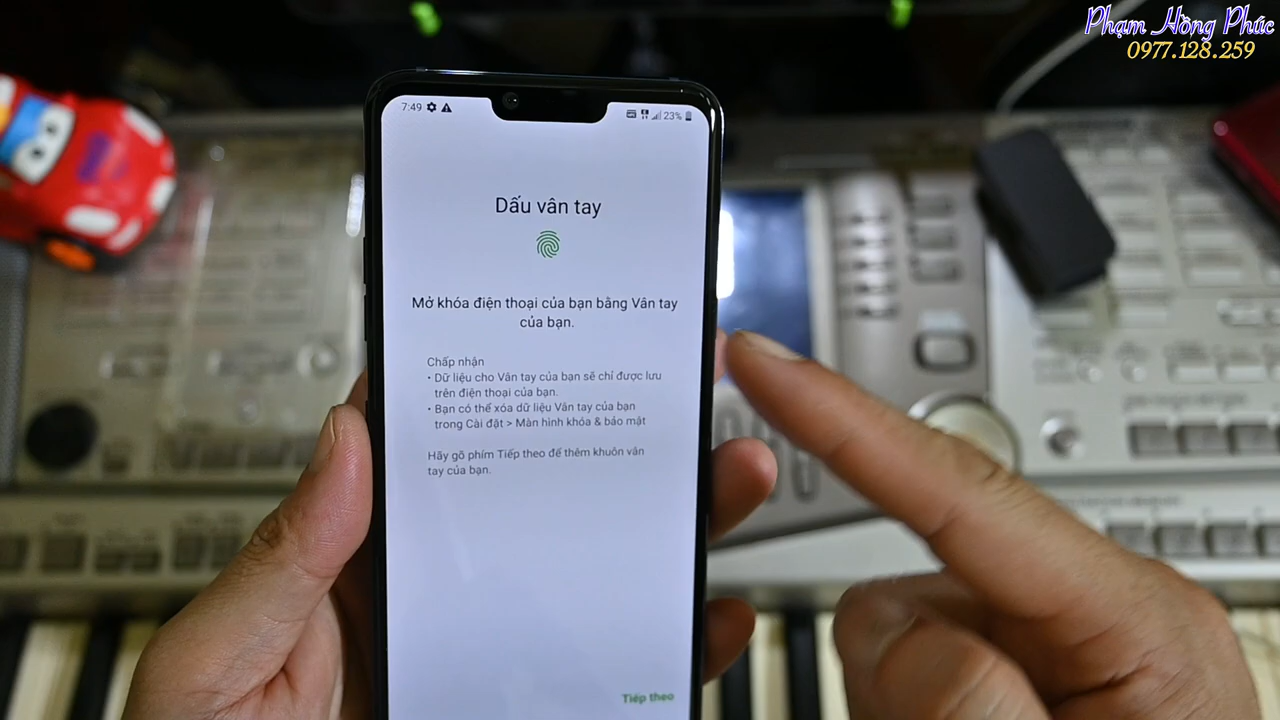 Phạm Hồng Phúc
0977.128.259
7:49
23%
Dấu vân tay
Mở khóa điện thoại của bạn bằng Vân tay
của bạn.
Chấp nhận
• Dữ liệu cho Vân tay của bạn sẽ chỉ được lưu
trên điện thoại của bạn.
• Bạn có thể xóa dữ liệu Vân tay của bạn
trong Cài đặt > Màn hình khóa & bảo mật
Hãy gõ phím Tiếp theo để thêm khuôn vân
tay của bạn.
Tiếp theo